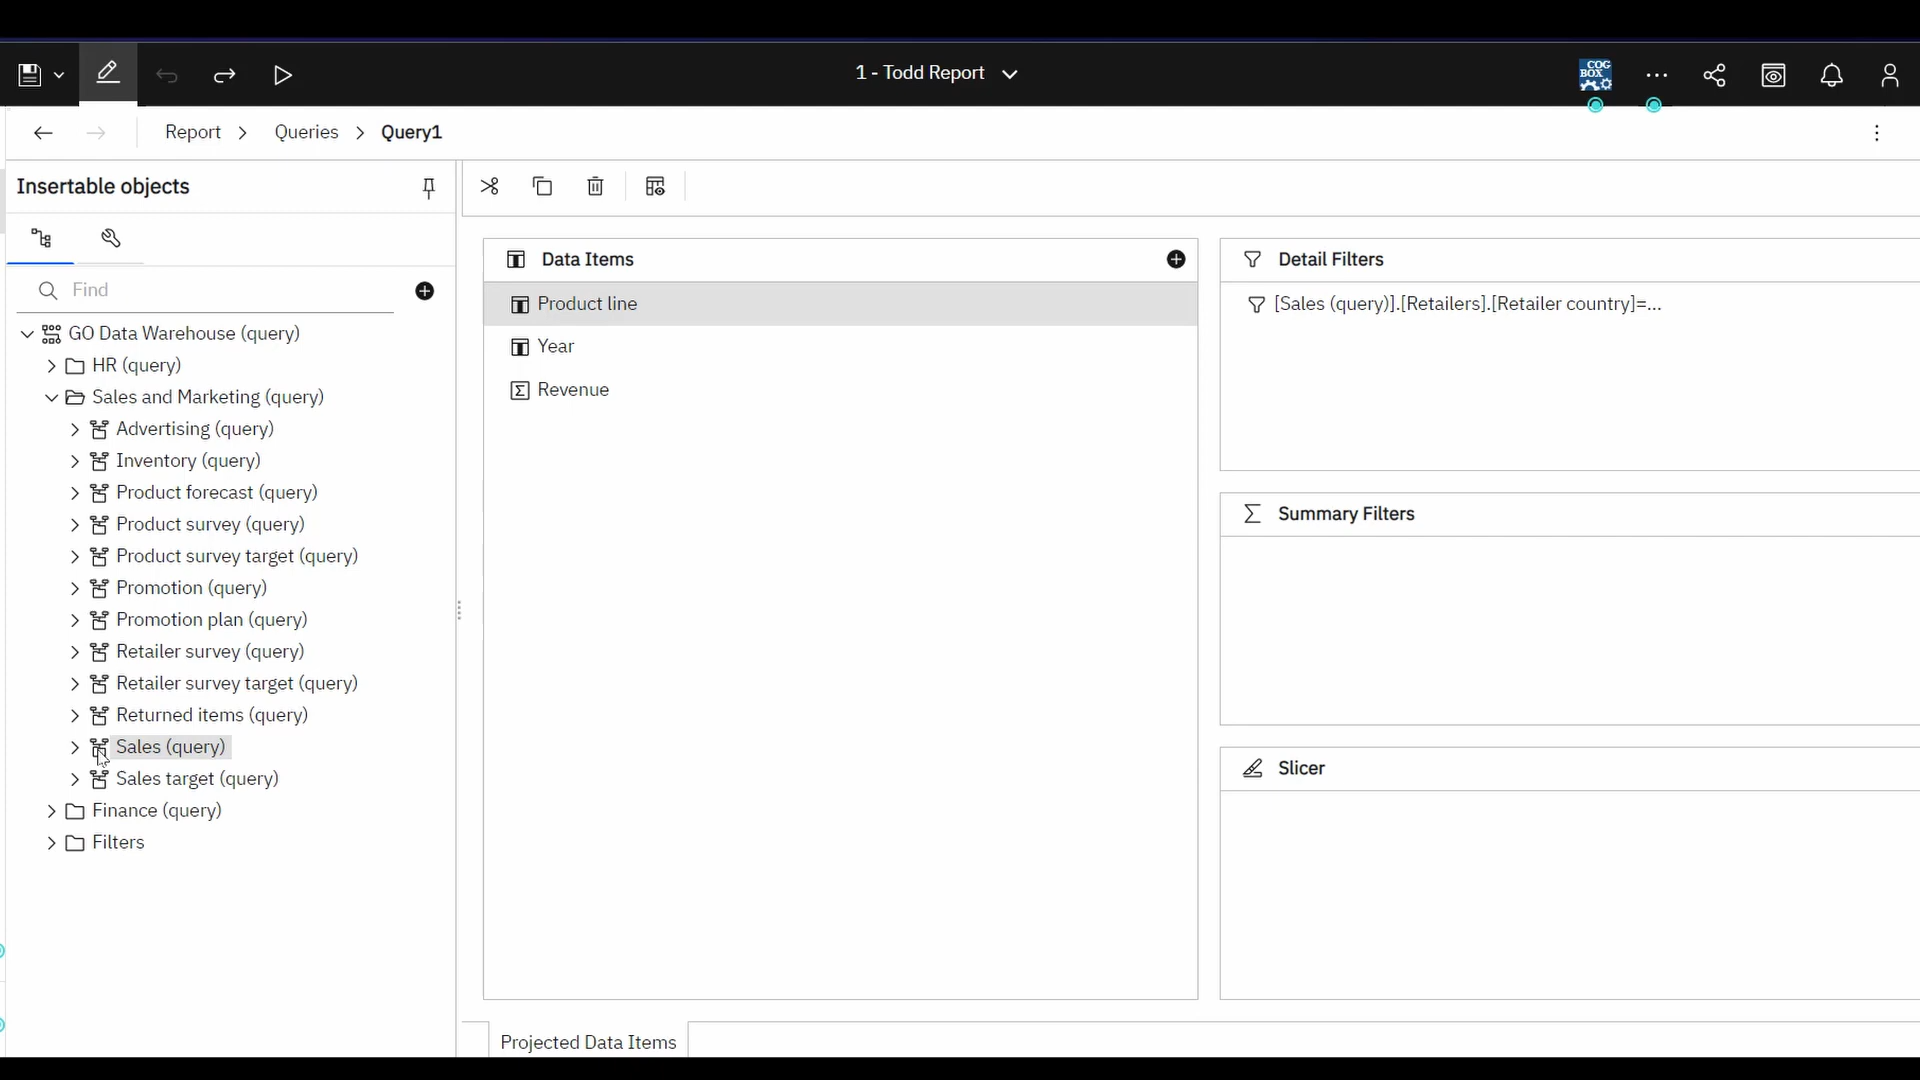 1 - Todd Report
COG
BOX
Report > Queries > Query1
Insertable objects
Find
GO Data Warehouse (query)
HR (query)
Sales and Marketing (query)
Advertising (query)
Inventory (query)
Product forecast (query)
Product survey (query)
Product survey target (query)
Promotion (query)
Promotion plan (query)
Retailer survey (query)
Retailer survey target (query)
Returned items (query)
Sales (query)
Sales target (query)
Finance (query)
Filters
Data Items
Product line
Year
Revenue
Detail Filters
[Sales (query)].[Retailers].[Retailer country]=...
Summary Filters
Slicer
Projected Data Items